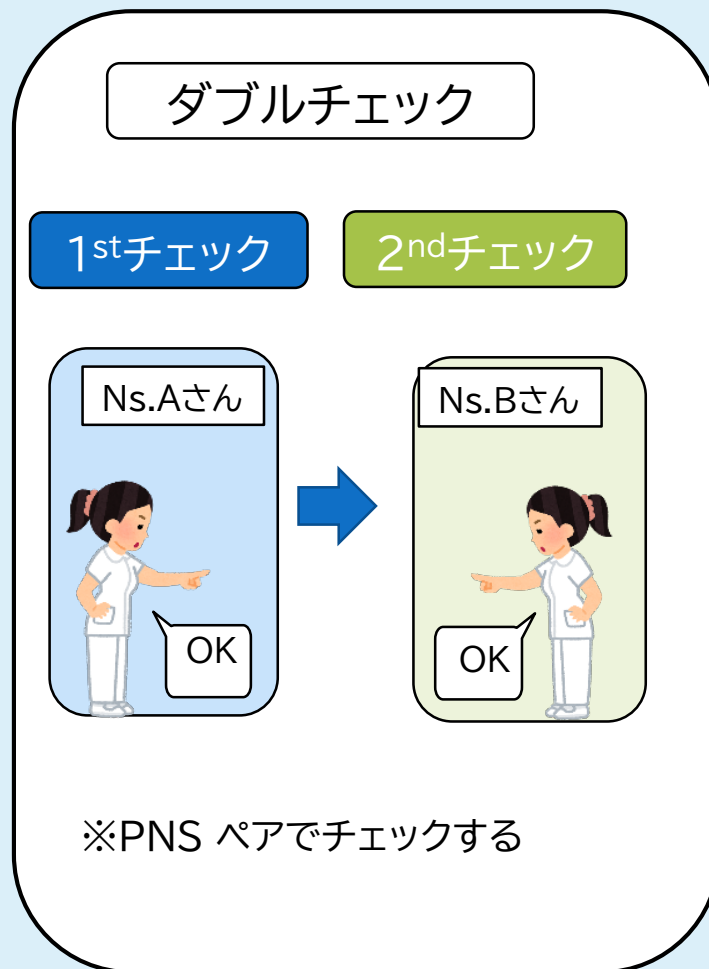 ダブルチェック
1stチェック
2ndチェック
Ns.Aさん
Ns.Bさん
OK
OK
※PNS ペアでチェックする